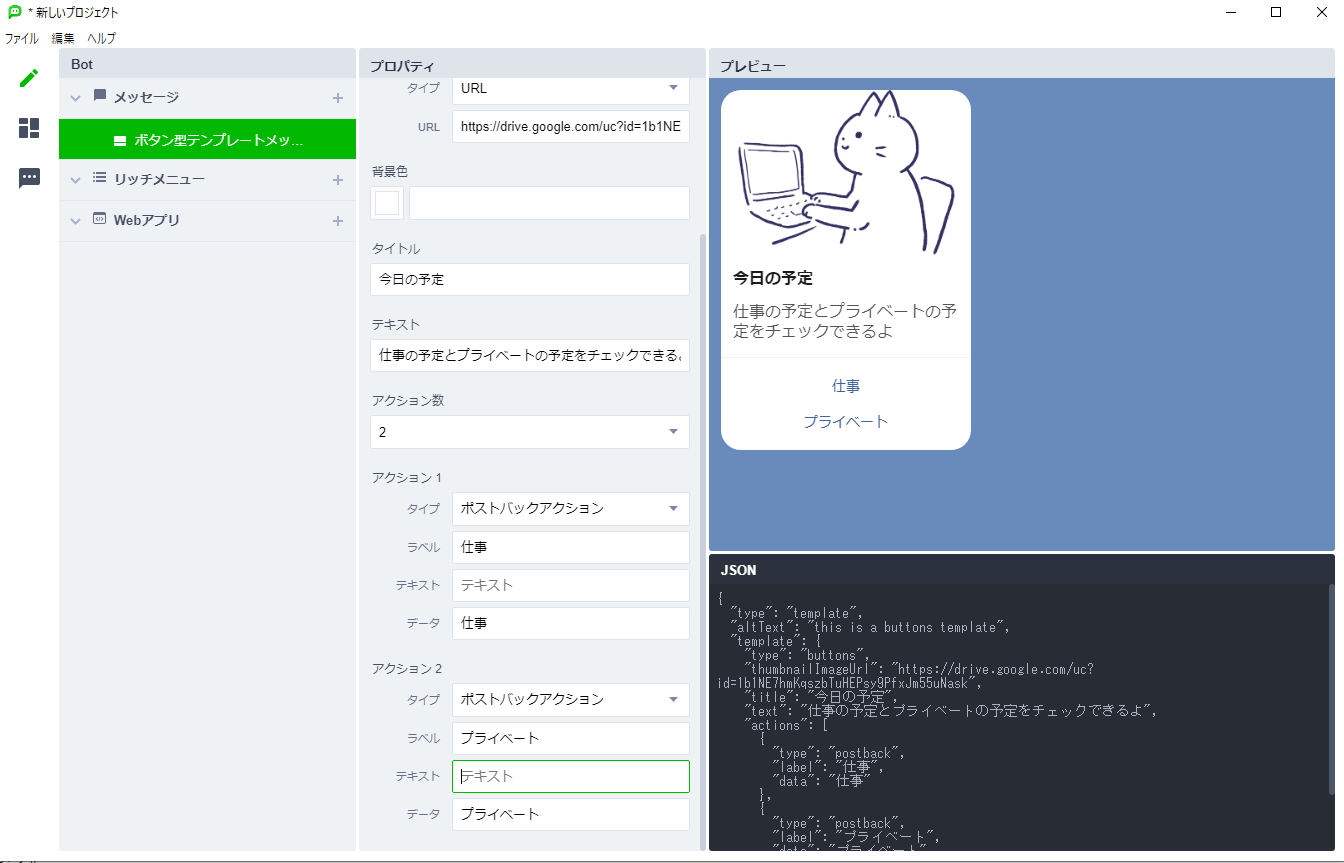 * 新しいプロジェクト
ファイル 編集 ヘルプ
Bot
メッセージ
ボタン型テンプレートメッ...
リッチメニュー
Webアプリ
プロパティ
タイプ URL
URL https://drive.google.com/uc?id=1b1NE
背景色
タイトル
今日の予定
テキスト
仕事の予定とプライベートの予定をチェックできる。
アクション数
2
アクション 1
タイプ ポストバックアクション
ラベル 仕事
テキスト テキスト
データ 仕事
アクション 2
タイプ ポストバックアクション
ラベル プライベート
テキスト テキスト
データ プライベート
プレビュー
今日の予定
仕事の予定とプライベートの予
定をチェックできるよ
仕事
プライベート
JSON
{
"type": "template",
"altText": "this is a buttons template",
"template": {
"type": "buttons",
"thumbnailImageUrl": "https://drive.google.com/uc?
id=1b1NE7hmKqszbTuHEPsy9PfxJm55uNask",
"title": "今日の予定",
"text": "仕事の予定とプライベートの予定をチェックできるよ",
"actions": [
{
"type": "postback",
"label": "仕事",
"data": "仕事"
},
{
"type": "postback",
"label": "プライベート",
"data": "プライベート"